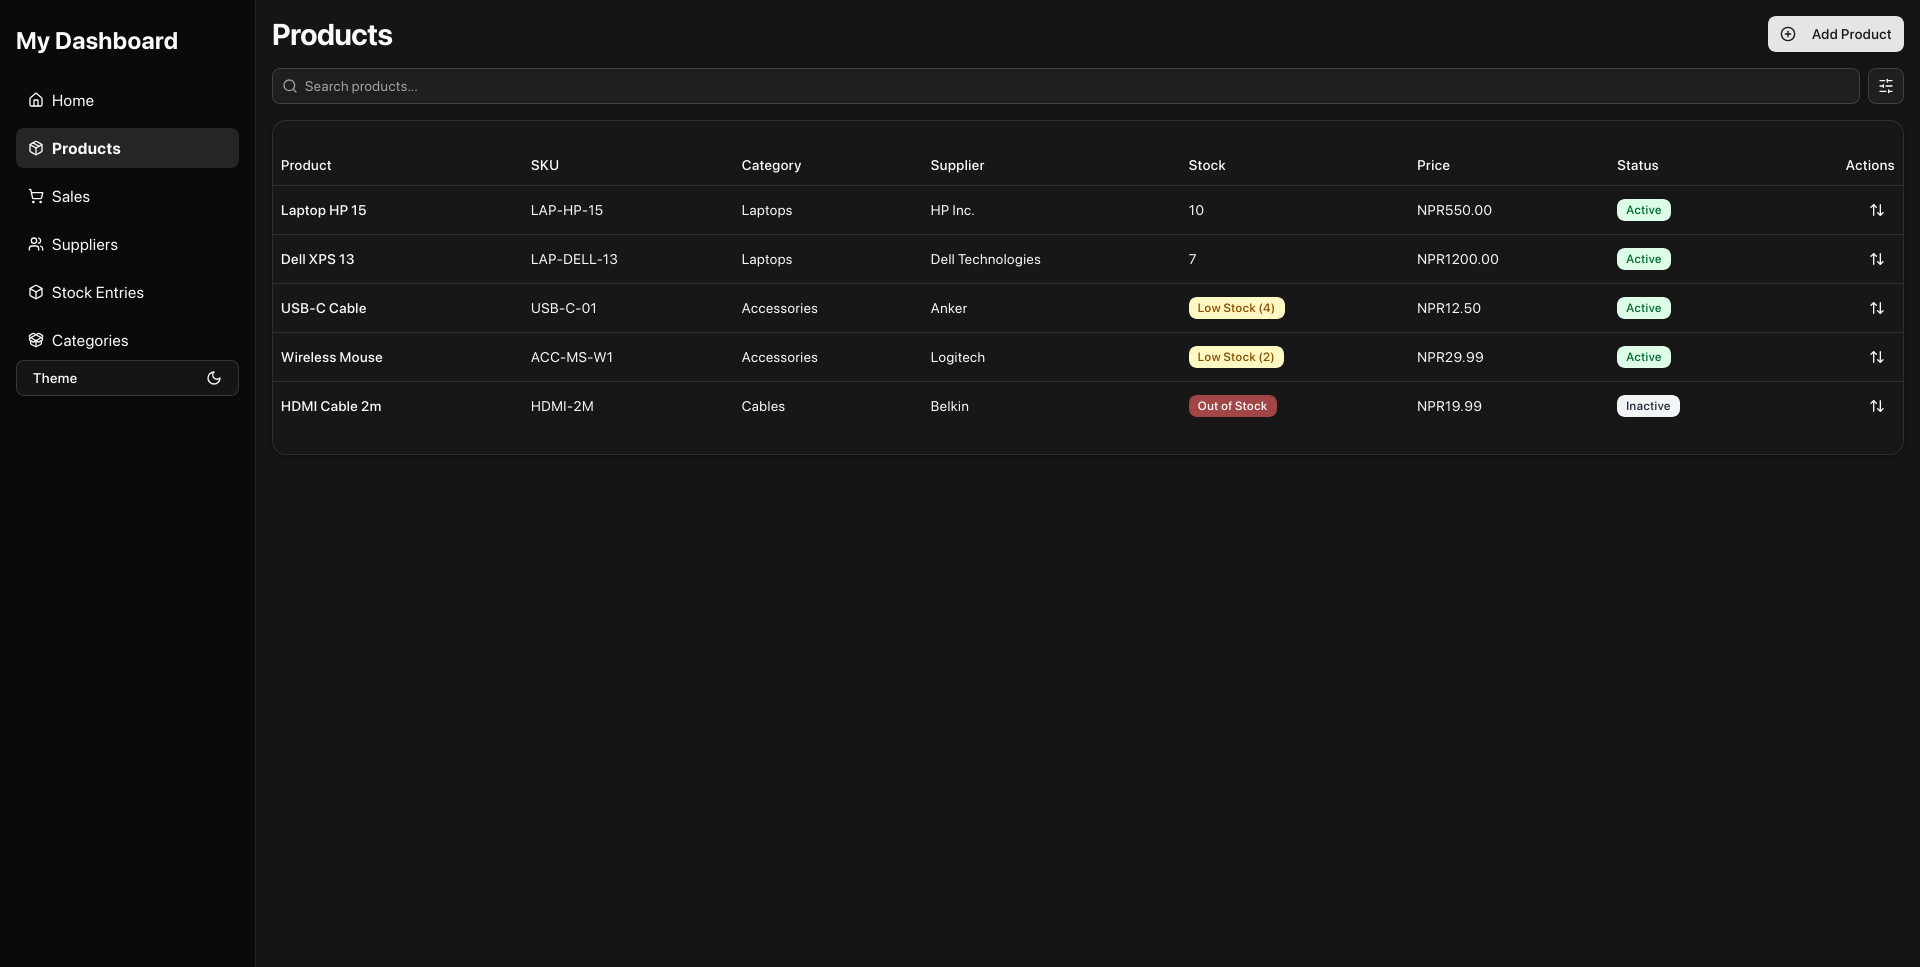 My Dashboard
Home
Products
Sales
Suppliers
Stock Entries
Categories
Theme
Products
Add Product
Search products...
Product SKU Category Supplier Stock Price Status Actions
Laptop HP 15 LAP-HP-15 Laptops HP Inc. 10 NPR550.00 Active
Dell XPS 13 LAP-DELL-13 Laptops Dell Technologies 7 NPR1200.00 Active
USB-C Cable USB-C-01 Accessories Anker Low Stock (4) NPR12.50 Active
Wireless Mouse ACC-MS-W1 Accessories Logitech Low Stock (2) NPR29.99 Active
HDMI Cable 2m HDMI-2M Cables Belkin Out of Stock NPR19.99 Inactive